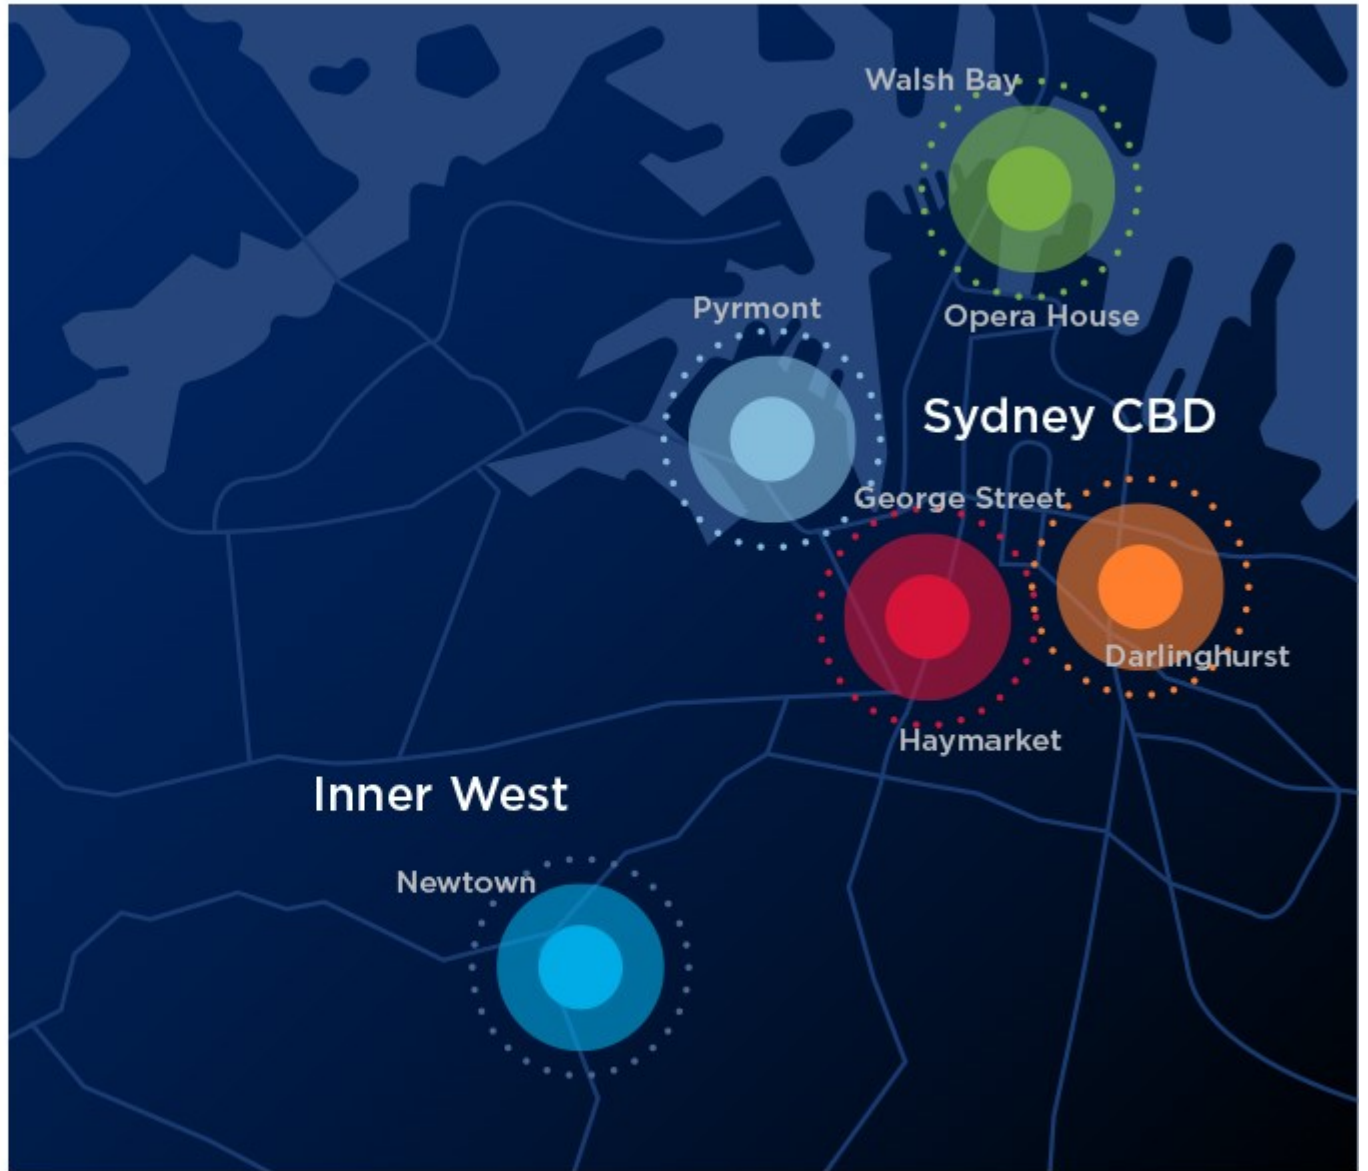 Walsh Bay
Pyrmont
Opera House
Sydney CBD
George Street
Darlinghurst
Haymarket
Inner West
Newtown